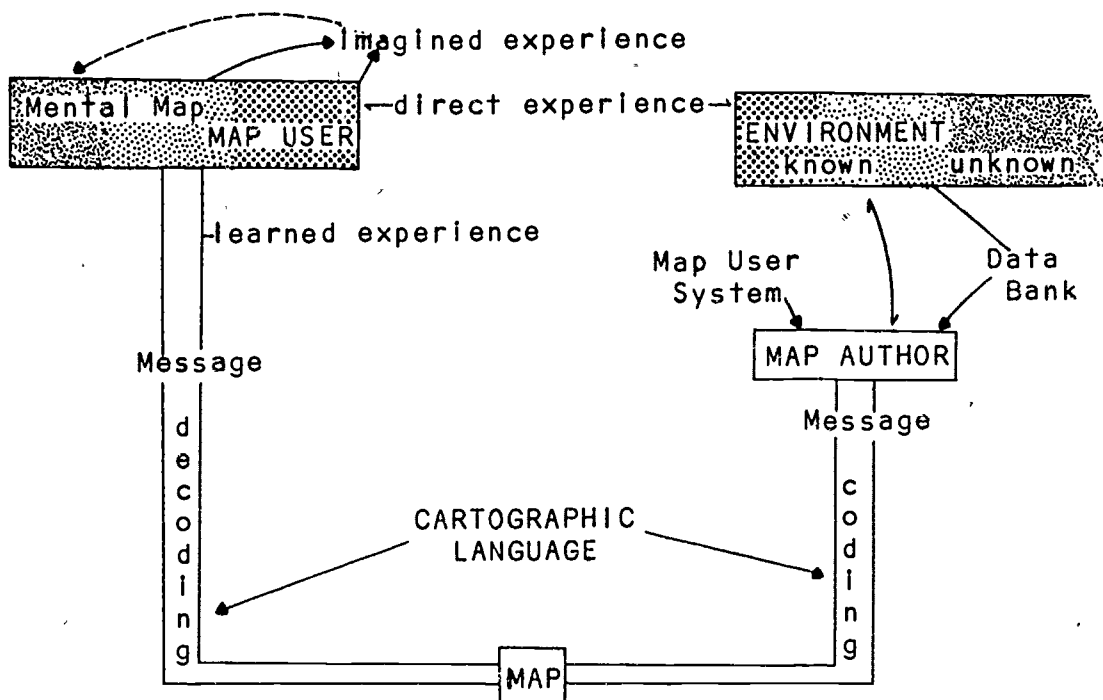 imagined experience
Mental Map
MAP USER
direct experience
ENVIRONMENT
known unknown
learned experience
Map User
System
Data
Bank
MAP AUTHOR
Message
Message
decoding
coding
CARTOGRAPHIC
LANGUAGE
MAP